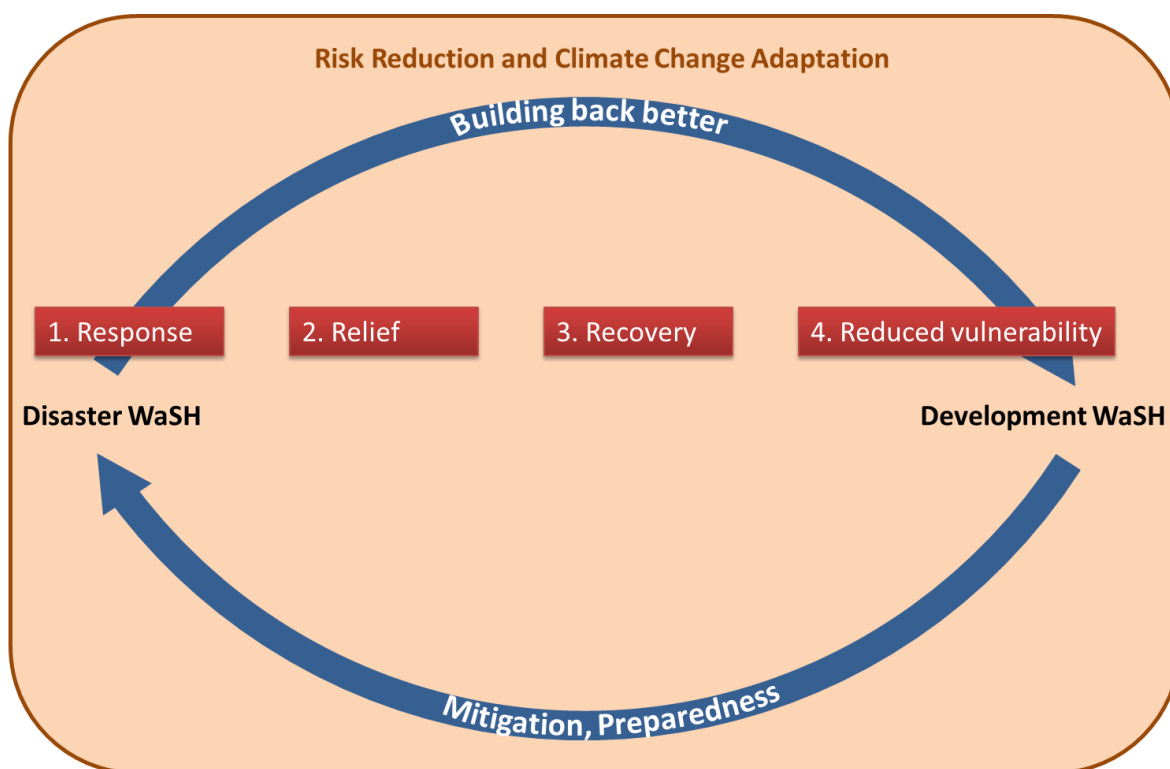 Risk Reduction and Climate Change Adaptation
Building back better
1. Response
2. Relief
3. Recovery
4. Reduced vulnerability
Disaster WaSH
Development WaSH
Mitigation, Preparedness